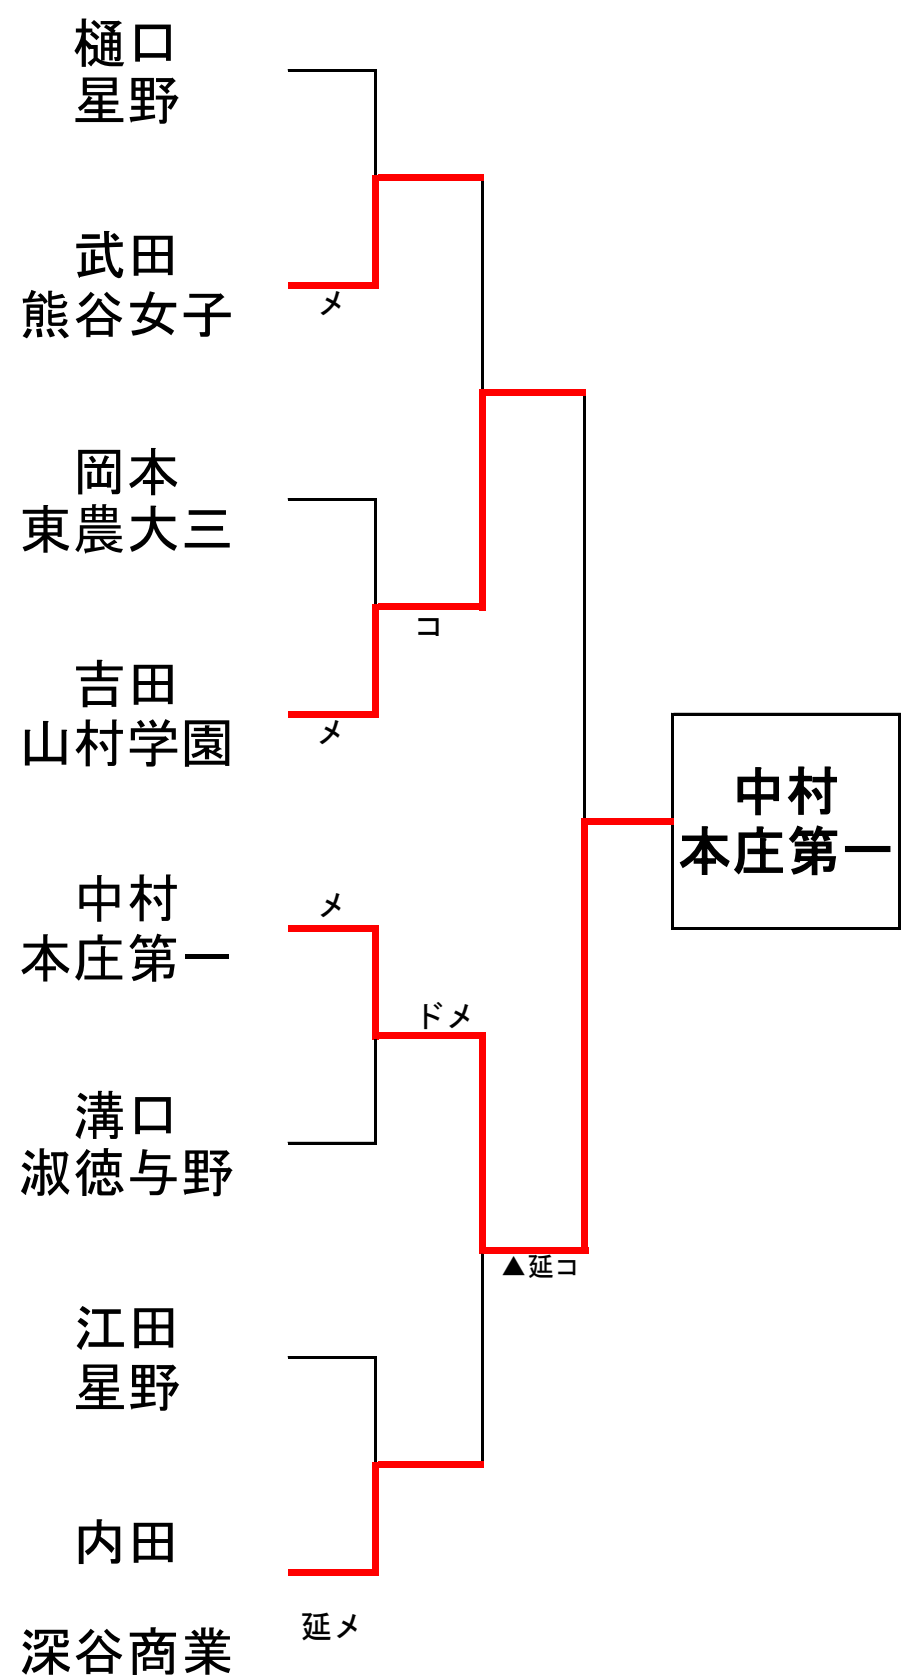 樋口
星野
武田
熊谷女子
メ
岡本
東農大三
コ
吉田
山村学園
メ
中村
本庄第一
メ
中村
本庄第一
ドメ
溝口
淑徳与野
▲延コ
江田
星野
内田
深谷商業
延メ